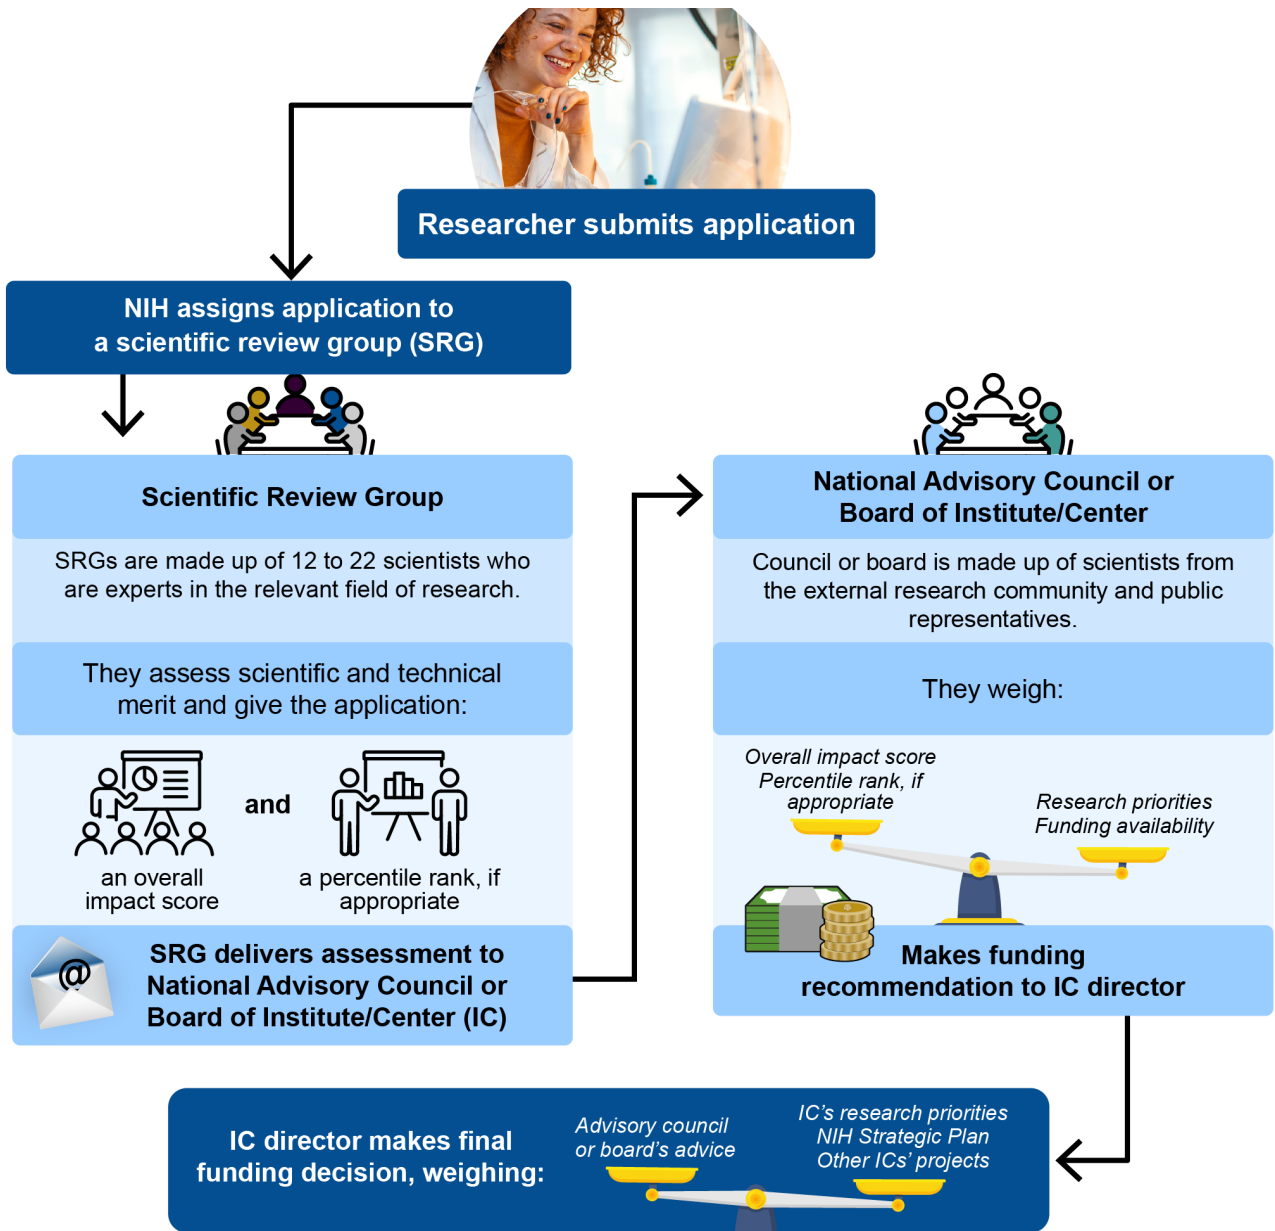 Researcher submits application
NIH assigns application to
a scientific review group (SRG)
Scientific Review Group
SRGs are made up of 12 to 22 scientists who
are experts in the relevant field of research.
They assess scientific and technical
merit and give the application:
and
an overall
impact score
a percentile rank, if
appropriate
@
SRG delivers assessment to
National Advisory Council or
Board of Institute/Center (IC)
National Advisory Council or
Board of Institute/Center
Council or board is made up of scientists from
the external research community and public
representatives.
They weigh:
Overall impact score
Percentile rank, if
appropriate
Research priorities
Funding availability
Makes funding
recommendation to IC director
IC director makes final
funding decision, weighing:
Advisory council
or board's advice
IC's research priorities
NIH Strategic Plan
Other ICs' projects